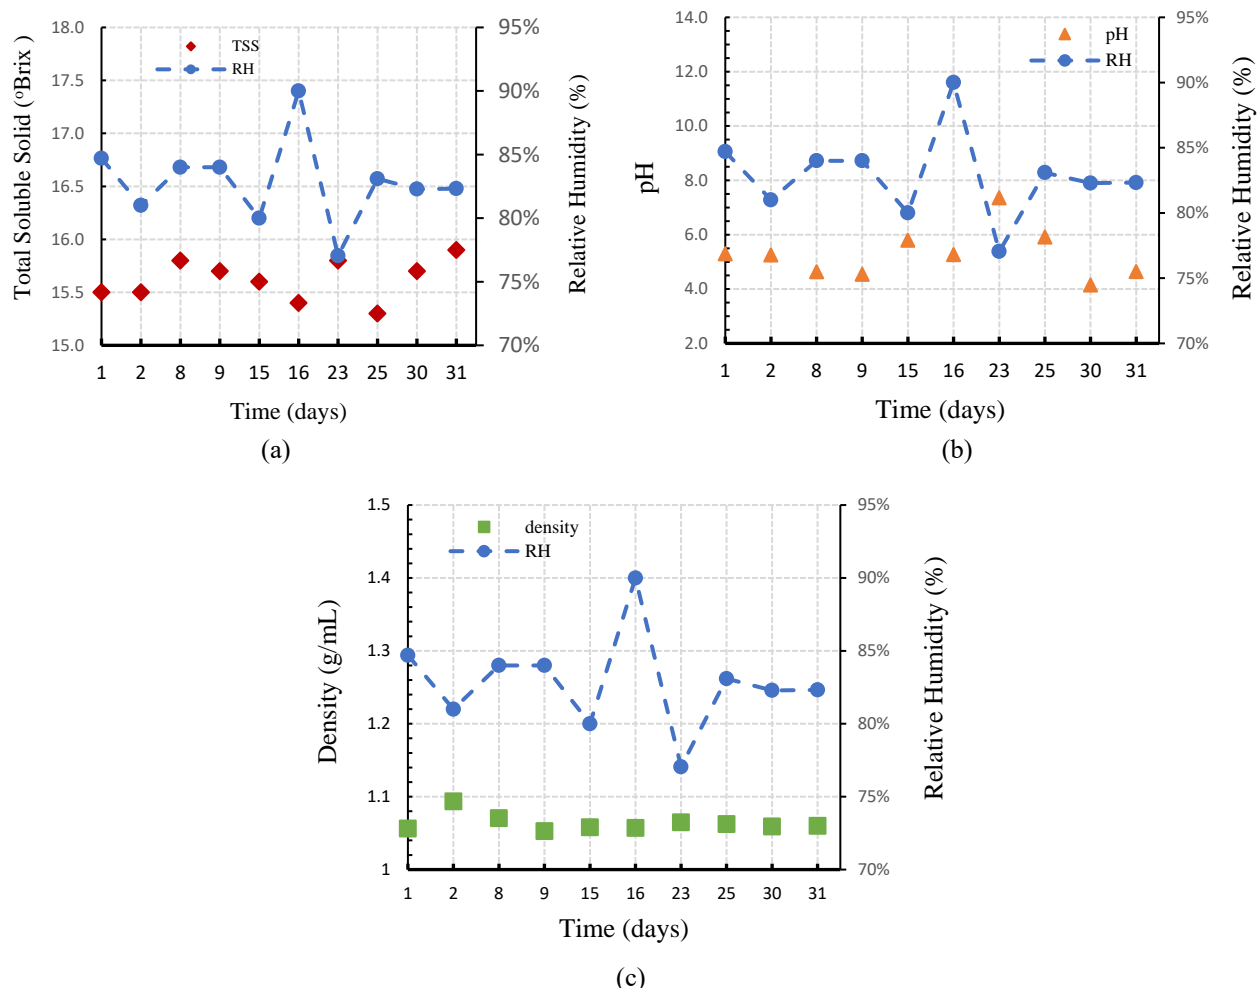 18.0
17.5
17.0
16.5
16.0
15.5
15.0
Total Soluble Solid (ºBrix )
TSS
RH
95%
90%
85%
80%
75%
70%
Relative Humidity (%)
1 2 8 9 15 16 23 25 30 31
Time (days)
(a)
14.0
12.0
10.0
8.0
6.0
4.0
2.0
pH
pH
RH
95%
90%
85%
80%
75%
70%
Relative Humidity (%)
1 2 8 9 15 16 23 25 30 31
Time (days)
(b)
1.5
1.4
1.3
1.2
1.1
1
Density (g/mL)
density
RH
95%
90%
85%
80%
75%
70%
Relative Humidity (%)
1 2 8 9 15 16 23 25 30 31
Time (days)
(c)